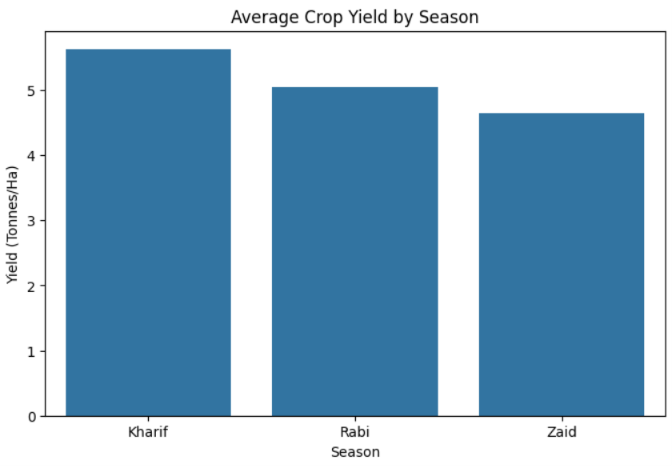 Average Crop Yield by Season
Yield (Tonnes/Ha)
5
4
3
2
1
0
Kharif Rabi Zaid
Season